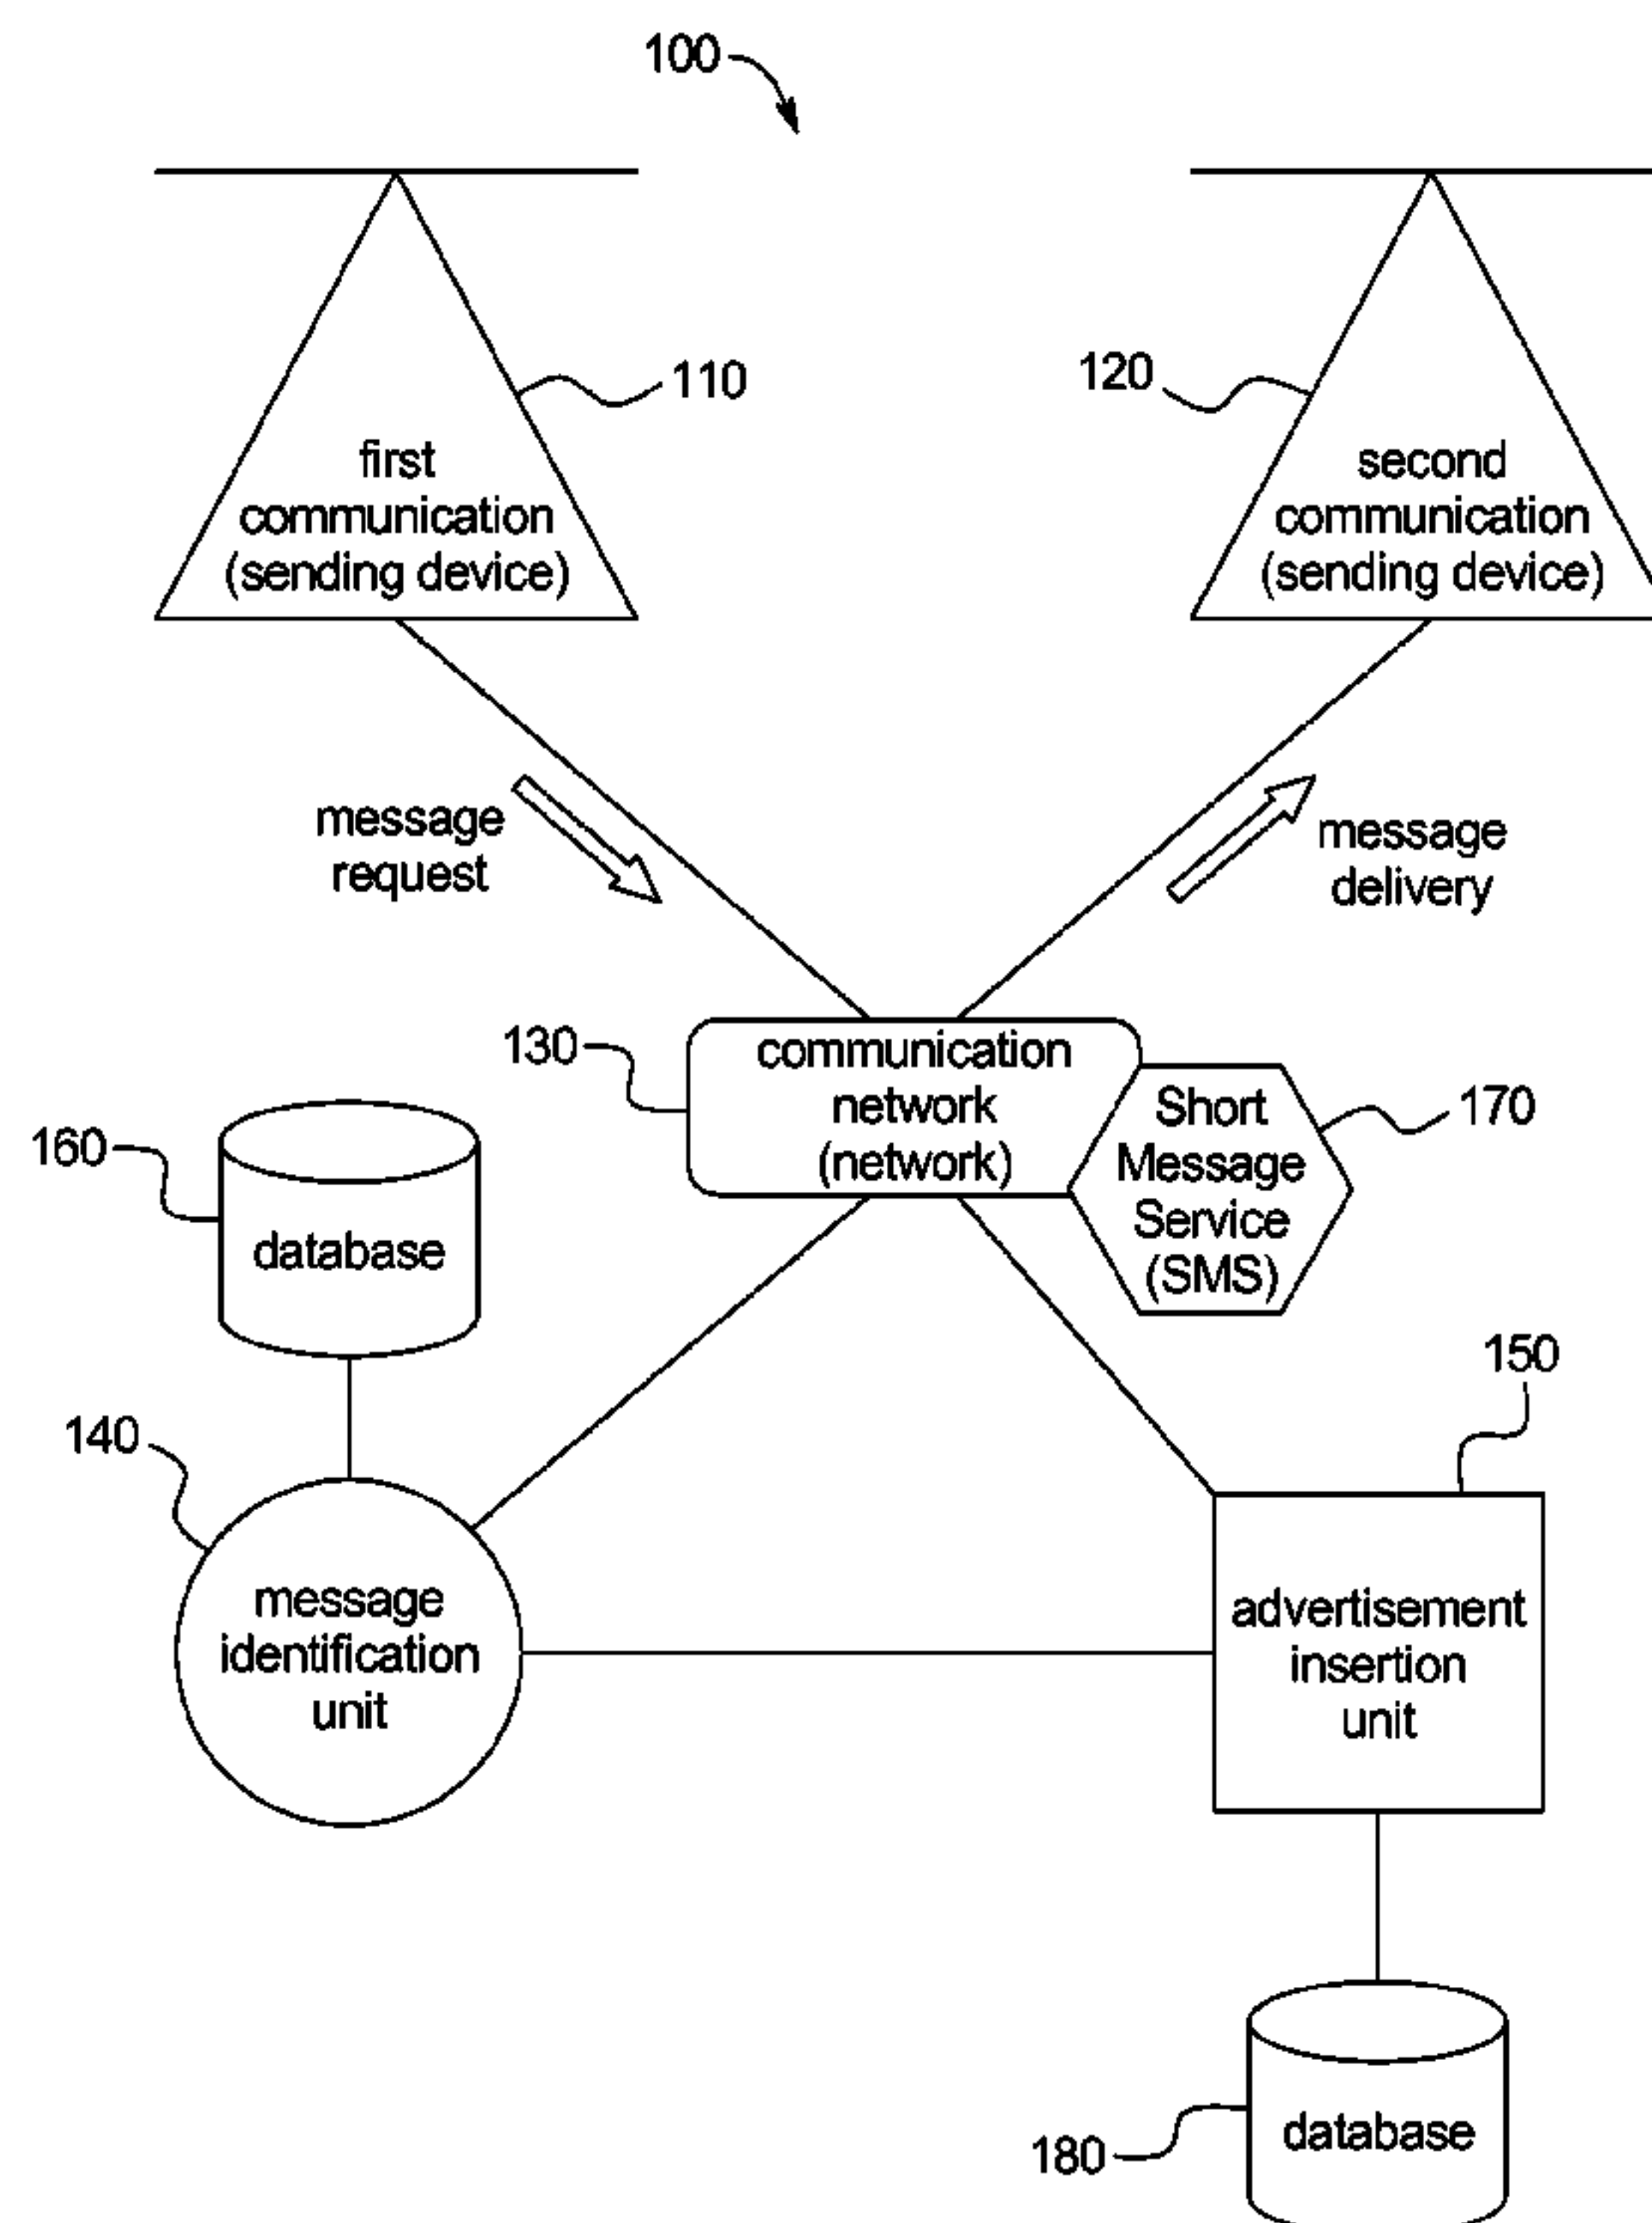 100
110
first
communication
(sending device)
120
second
communication
(sending device)
message
request
message
delivery
130
communication
network
(network)
Short
Message
Service
(SMS)
170
160
database
150
140
message
identification
unit
advertisement
insertion
unit
180
database